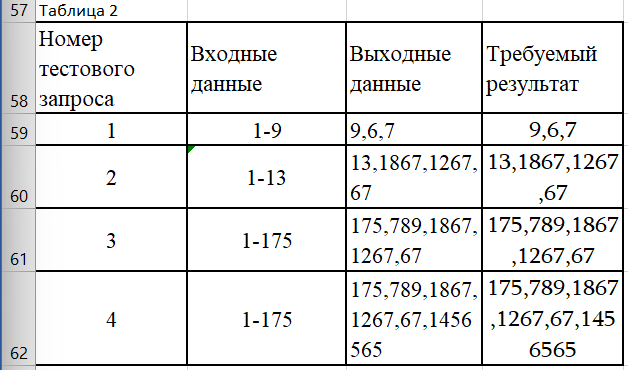 57 Таблица 2
58 Номер тестового запроса Входные данные Выходные данные Требуемый результат
59 1 1-9 9,6,7 9,6,7
60 2 1-13 13,1867,1267,67 13,1867,1267,67
61 3 1-175 175,789,1867,1267,67 175,789,1867,1267,67
62 4 1-175 175,789,1867,1267,67,1456565 175,789,1867,1267,67,1456565